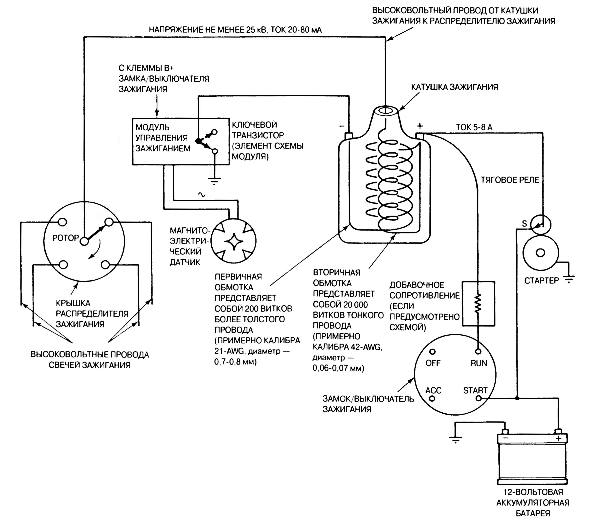 НАПРЯЖЕНИЕ НЕ МЕНЕЕ 25 кВ, ТОК 20-80 мА
ВЫСОКОВОЛЬТНЫЙ ПРОВОД ОТ КАТУШКИ
ЗАЖИГАНИЯ К РАСПРЕДЕЛИТЕЛЮ ЗАЖИГАНИЯ
С КЛЕММЫ В+
ЗАМКА/ВЫКЛЮЧАТЕЛЯ
ЗАЖИГАНИЯ
КАТУШКА ЗАЖИГАНИЯ
МОДУЛЬ
УПРАВЛЕНИЯ
ЗАЖИГАНИЕМ
КЛЮЧЕВОЙ
ТРАНЗИСТОР
(ЭЛЕМЕНТ СХЕМЫ
МОДУЛЯ)
–
+
ТОК 5-8 А
ТЯГОВОЕ РЕЛЕ
~
РОТОР
МАГНИТО-
ЭЛЕКТРИ-
ЧЕСКИЙ
ДАТЧИК
S
СТАРТЕР
КРЫШКА
РАСПРЕДЕЛИТЕЛЯ
ЗАЖИГАНИЯ
ВЫСОКОВОЛЬТНЫЕ ПРОВОДА
СВЕЧЕЙ ЗАЖИГАНИЯ
ПЕРВИЧНАЯ
ОБМОТКА
ПРЕДСТАВЛЯЕТ
СОБОЙ 200 ВИТКОВ
БОЛЕЕ ТОЛСТОГО
ПРОВОДА
(ПРИМЕРНО КАЛИБРА
21-AWG, диаметр —
0,7-0,8 мм)
ВТОРИЧНАЯ
ОБМОТКА
ПРЕДСТАВЛЯЕТ
СОБОЙ 20 000
ВИТКОВ ТОНКОГО
ПРОВОДА
(ПРИМЕРНО
КАЛИБРА 42-AWG,
диаметр —
0,06-0,07 мм)
ДОБАВОЧНОЕ
СОПРОТИВЛЕНИЕ
(ЕСЛИ
ПРЕДУСМОТРЕНО
СХЕМОЙ)
OFF
RUN
ACC
START
ЗАМОК/ВЫКЛЮЧАТЕЛЬ
ЗАЖИГАНИЯ
–
+
12-ВОЛЬТОВАЯ
АККУМУЛЯТОРНАЯ
БАТАРЕЯ